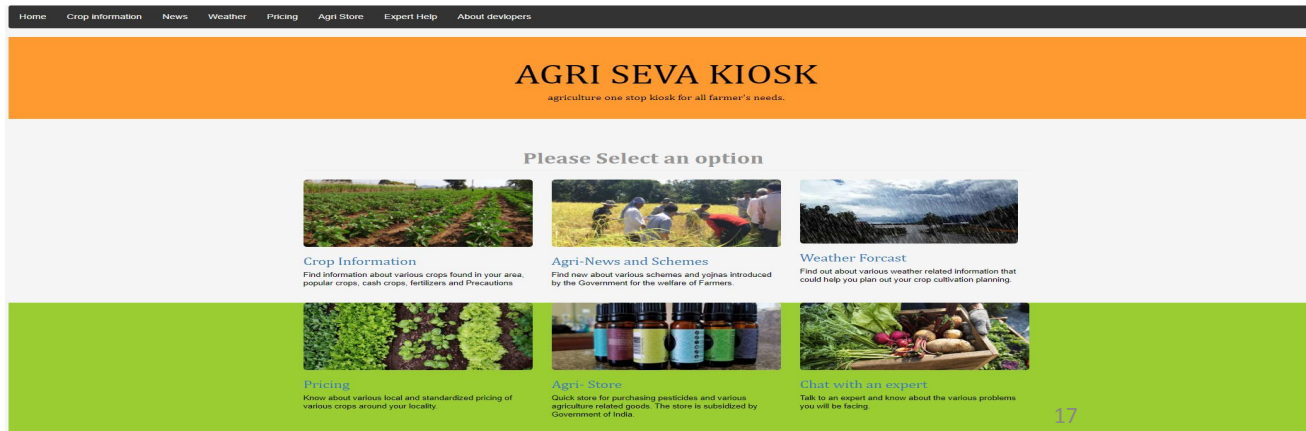 Home Crop information News Weather Pricing Agri Store Expert Help About devlopers
AGRI SEVA KIOSK
agriculture one stop kiosk for all farmer's needs.
Please Select an option
Crop Information
Find information about various crops found in your area,
popular crops, cash crops, fertilizers and Precautions
Agri-News and Schemes
Find new about various schemes and yojnas introduced
by the Government for the welfare of Farmers.
Weather Forcast
Find out about various weather related information that
could help you plan out your crop cultivation planning.
Pricing
Know about various local and standardized pricing of
various crops around your locality.
Agri- Store
Quick store for purchasing pesticides and various
agriculture related goods. The store is subsidized by
Government of India.
Chat with an expert
Talk to an expert and know about the various problems
you will be facing.
17